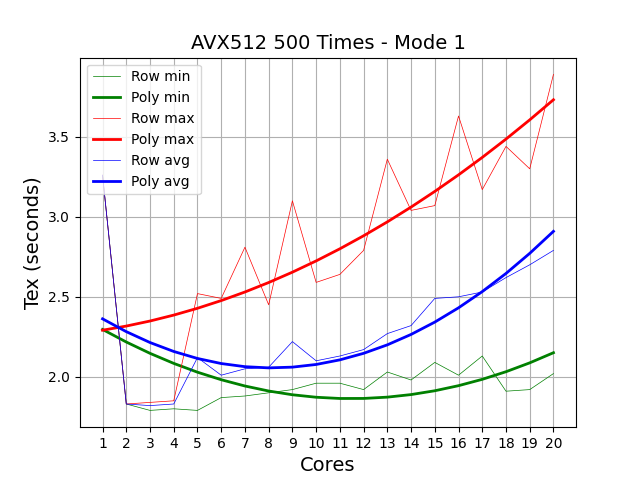 AVX512 500 Times - Mode 1
Row min
Poly min
Row max
Poly max
Row avg
Poly avg
Tex (seconds)
3.5
3.0
2.5
2.0
1 2 3 4 5 6 7 8 9 10 11 12 13 14 15 16 17 18 19 20
Cores